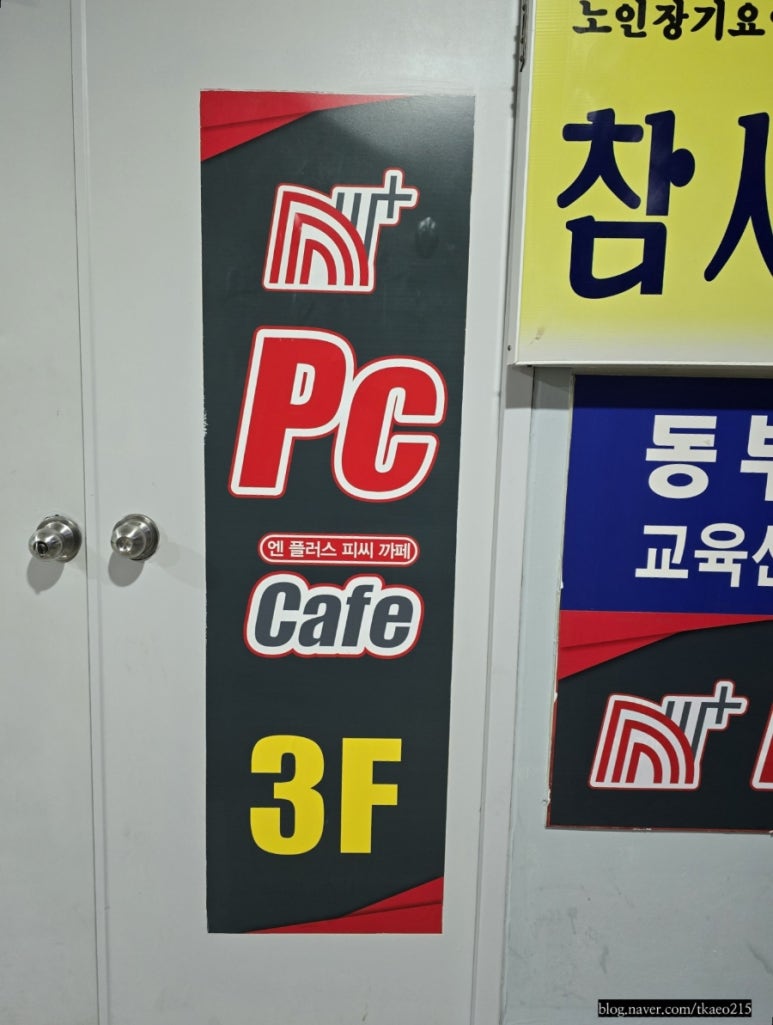 N+
PC
엔 플러스 피씨 까페
Cafe
3F
노인장기요
참
동부
교육
N+
blog.naver.com/tkaeo215